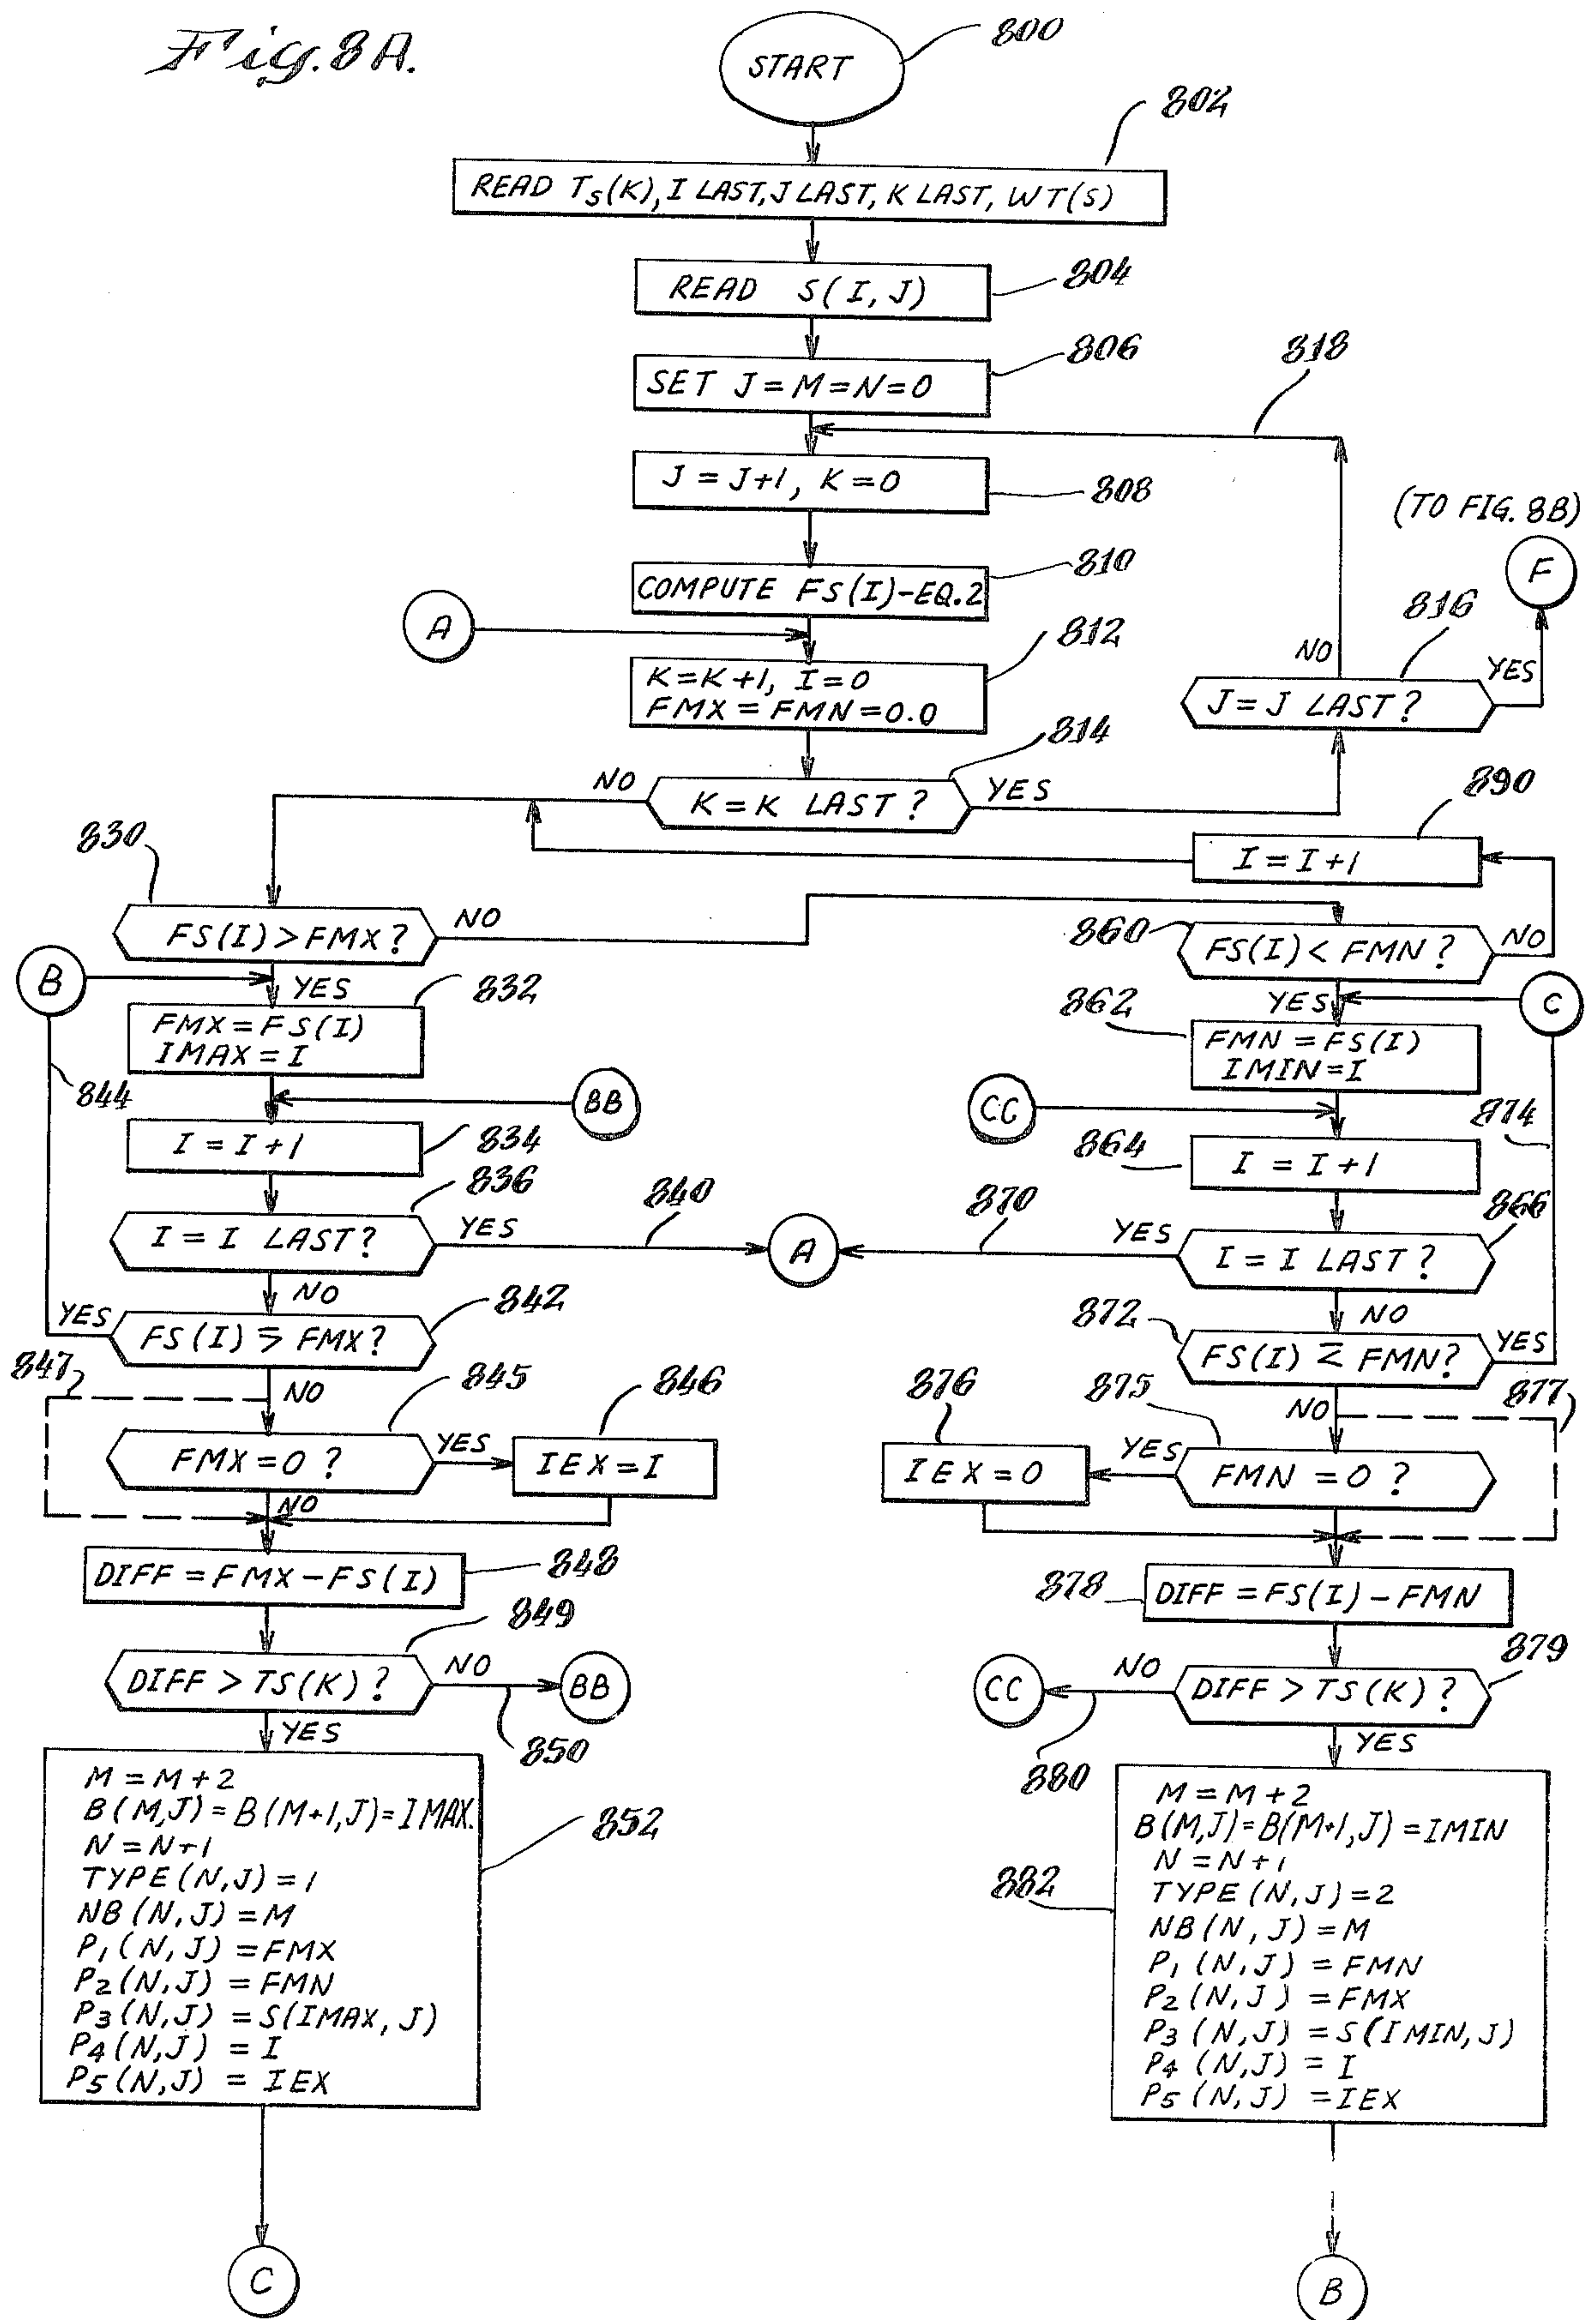 Fig. 8A.
START
800
802
READ TS(K), I LAST, J LAST, K LAST, WT(S)
READ S(I, J)
804
SET J = M = N = 0
806
818
J = J+1, K = 0
808
(TO FIG. 8B)
F
COMPUTE FS(I)-EQ.2
810
A
K=K+1, I=0
FMX = FMN = 0.0
812
816
NO
YES
J = J LAST?
814
NO
K = K LAST?
YES
890
I = I+1
830
FS(I) > FMX?
NO
860
FS(I) < FMN?
NO
B
YES
832
FMX = FS(I)
IMAX = I
YES
C
862
FMN = FS(I)
IMIN = I
844
BB
CC
874
I = I+1
834
864
I = I+1
836
840
870
866
I = I LAST?
YES
A
YES
I = I LAST?
NO
842
NO
872
YES
FS(I) ⋝ FMX?
FS(I) ⋜ FMN?
YES
847
NO
845
846
876
875
NO
877
FMX = 0?
YES
IEX = I
IEX = 0
YES
FMN = 0?
NO
DIFF = FMX - FS(I)
848
878
DIFF = FS(I) - FMN
849
879
DIFF > TS(K)?
NO
BB
CC
NO
DIFF > TS(K)?
YES
850
880
YES
M = M+2
B(M,J) = B(M+1,J) = IMAX.
N = N+1
TYPE(N,J) = 1
NB(N,J) = M
P1(N,J) = FMX
P2(N,J) = FMN
P3(N,J) = S(IMAX, J)
P4(N,J) = I
P5(N,J) = IEX
852
882
M = M+2
B(M,J) = B(M+1,J) = IMIN
N = N+1
TYPE(N,J) = 2
NB(N,J) = M
P1(N,J) = FMN
P2(N,J) = FMX
P3(N,J) = S(IMIN,J)
P4(N,J) = I
P5(N,J) = IEX
C
B